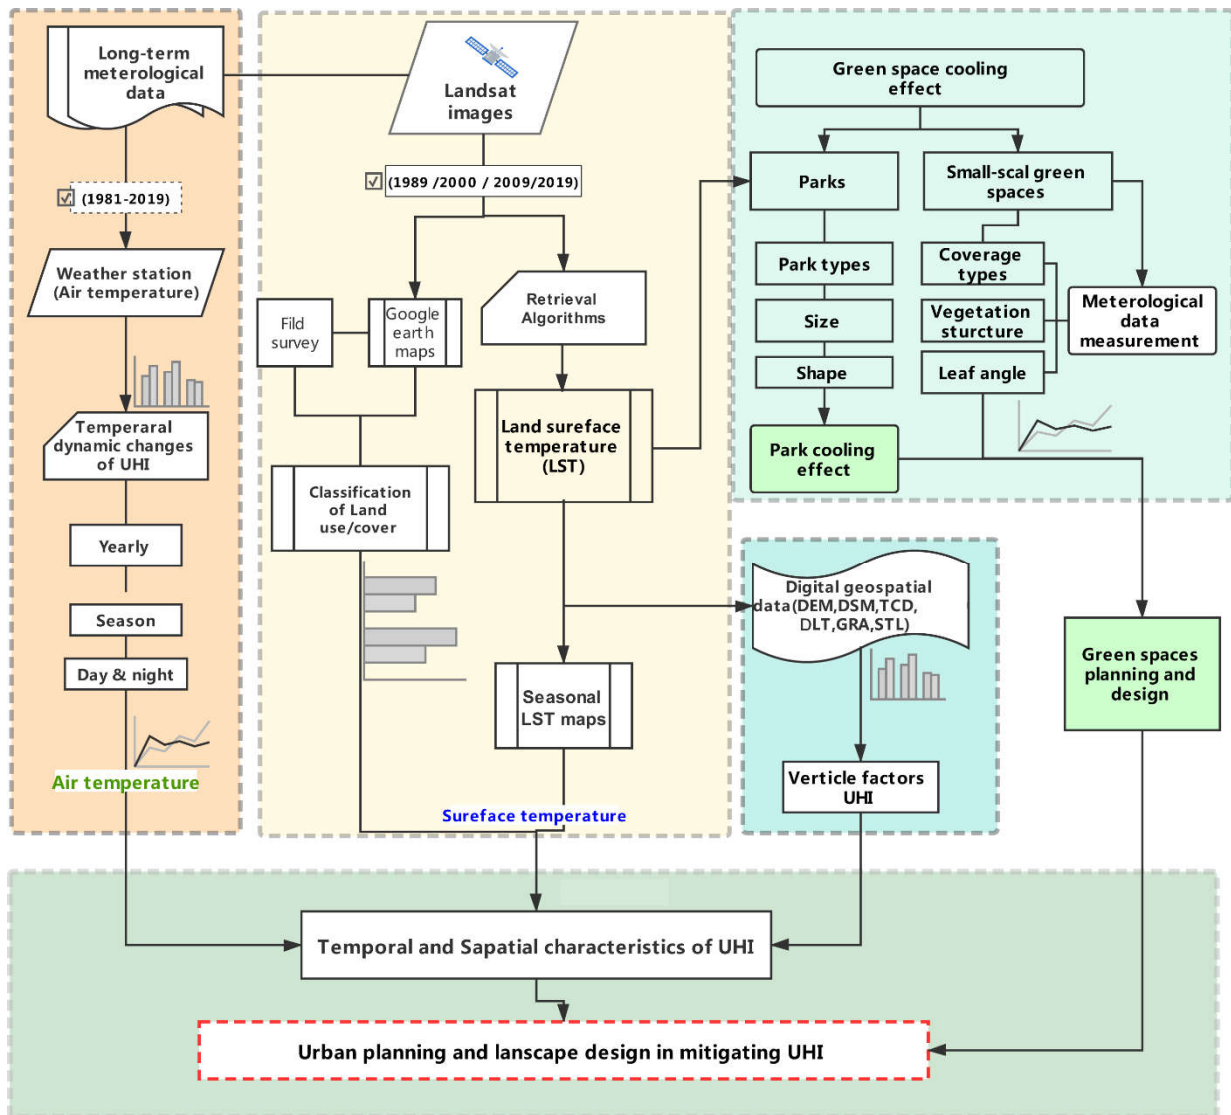 Long-term
meterological
data
(1981-2019)
Weather station
(Air temperature)
Temperaral
dynamic changes
of UHI
Yearly
Season
Day & night
Air temperature
Landsat
images
(1989 /2000 / 2009/2019)
Fild
survey
Google
earth
maps
Retrieval
Algorithms
Classification
of Land
use/cover
Land sureface
temperature
(LST)
Seasonal
LST maps
Sureface temperature
Green space cooling
effect
Parks
Small-scal green
spaces
Park types
Size
Shape
Park cooling
effect
Coverage
types
Vegetation
sturcture
Leaf angle
Meterological
data
measurement
Digital geospatial
data(DEM,DSM,TCD,
DLT,GRA,STL)
Verticle factors
UHI
Green spaces
planning and
design
Temporal and Sapatial characteristics of UHI
Urban planning and lanscape design in mitigating UHI